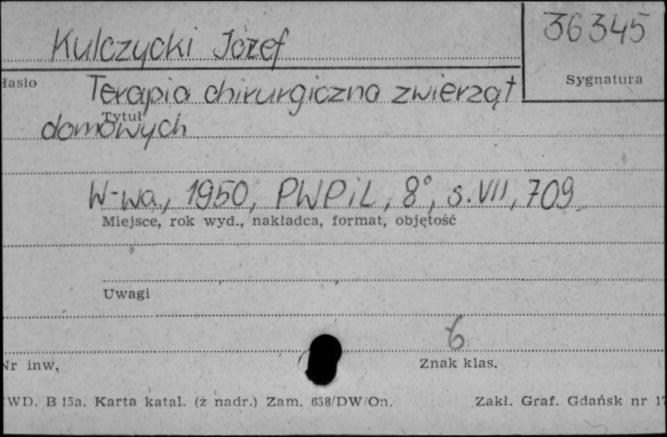 36345
Kulczycki Józef
Sygnatura
Hasło
Terapia chirurgiczna zwierząt
Tytuł
domowych
W-wa, 1950, PWPiL, 8°, s. VII, 709
Miejsce, rok wyd., nakładca, format, objętość
Uwagi
6
Nr inw,
Znak klas.
WD. B 15a. Karta katal. (z nadr.) Zam. 638/DW/On.
Zakł. Graf. Gdańsk nr